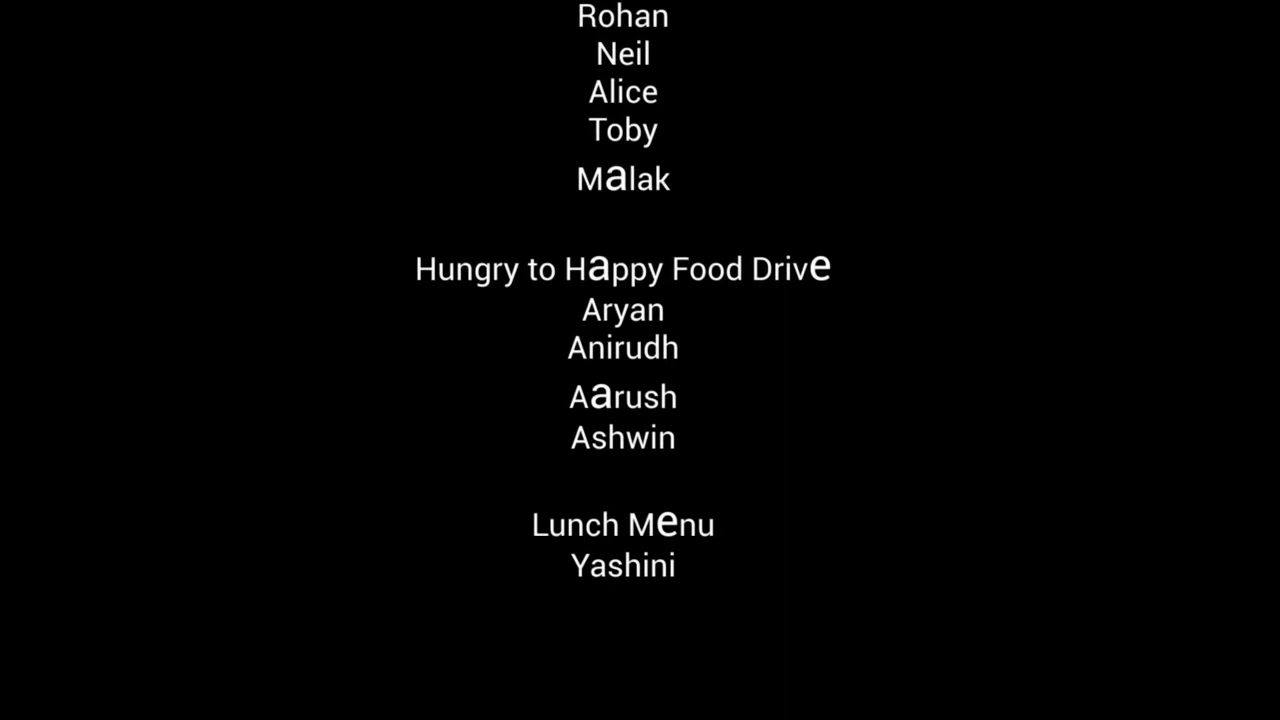 Rohan
Neil
Alice
Toby
Malak
Hungry to Happy Food Drive
Aryan
Anirudh
Aarush
Ashwin
Lunch Menu
Yashini